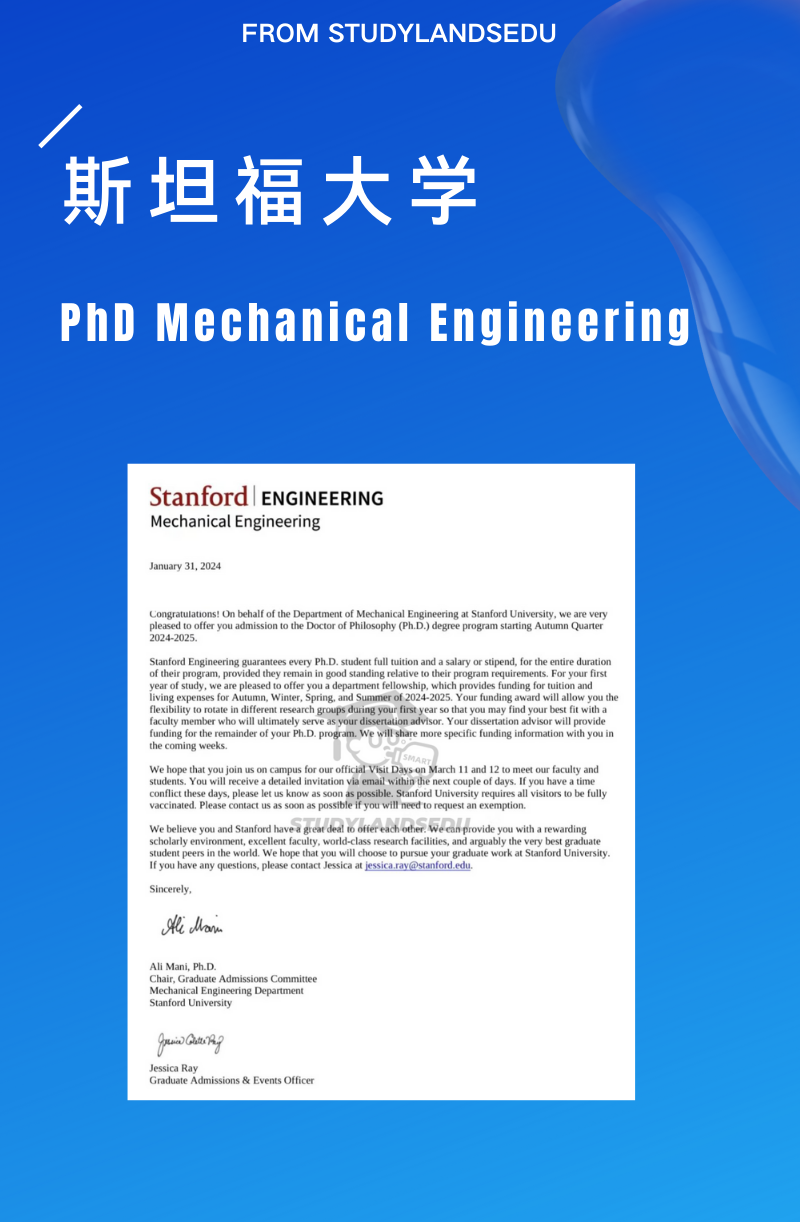 FROM STUDYLANDSEDU
斯坦福大学
PhD Mechanical Engineering
Stanford | ENGINEERING
Mechanical Engineering
January 31, 2024
Congratulations! On behalf of the Department of Mechanical Engineering at Stanford University, we are very
pleased to offer you admission to the Doctor of Philosophy (Ph.D.) degree program starting Autumn Quarter
2024-2025.
Stanford Engineering guarantees every Ph.D. student full tuition and a salary or stipend, for the entire duration
of their program, provided they remain in good standing relative to their program requirements. For your first
year of study, we are pleased to offer you a department fellowship, which provides funding for tuition and
living expenses for Autumn, Winter, Spring, and Summer of 2024-2025. Your funding award will allow you the
flexibility to rotate in different research groups during your first year so that you may find your best fit with a
faculty member who will ultimately serve as your dissertation advisor. Your dissertation advisor will provide
funding for the remainder of your Ph.D. program. We will share more specific funding information with you in
the coming weeks.
SMART
We hope that you join us on campus for our official Visit Days on March 11 and 12 to meet our faculty and
students. You will receive a detailed invitation via email within the next couple of days. If you have a time
conflict these days, please let us know as soon as possible. Stanford University requires all visitors to be fully
vaccinated. Please contact us as soon as possible if you will need to request an exemption.
STUDYLANDSEDU
We believe you and Stanford have a great deal to offer each other. We can provide you with a rewarding
scholarly environment, excellent faculty, world-class research facilities, and arguably the very best graduate
student peers in the world. We hope that you will choose to pursue your graduate work at Stanford University.
If you have any questions, please contact Jessica at jessica.ray@stanford.edu.
Sincerely,
Ali Mani
Ali Mani, Ph.D.
Chair, Graduate Admissions Committee
Mechanical Engineering Department
Stanford University
Jessica Ray
Graduate Admissions & Events Officer